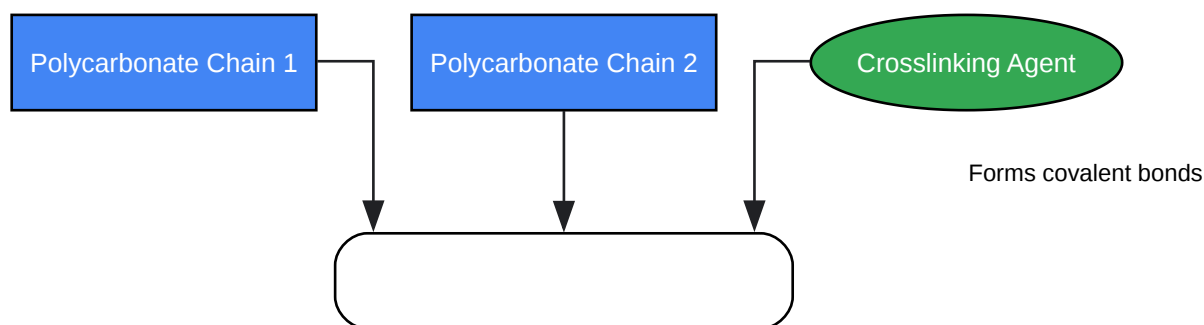 Polycarbonate Chain 1
Polycarbonate Chain 2
Crosslinking Agent
Forms covalent bonds